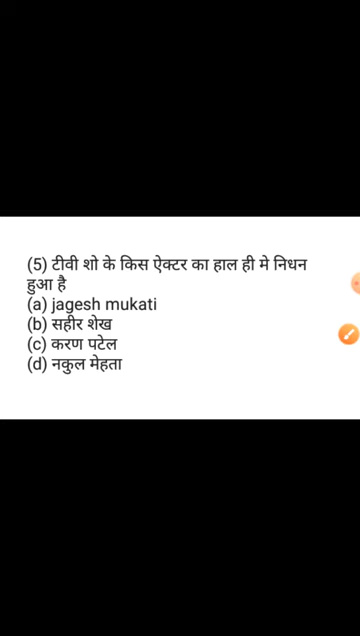 (5) टीवी शो के किस ऐक्टर का हाल ही मे निधन
हुआ है
(a) jagesh mukati
(b) सहीर शेख
(c) करण पटेल
(d) नकुल मेहता